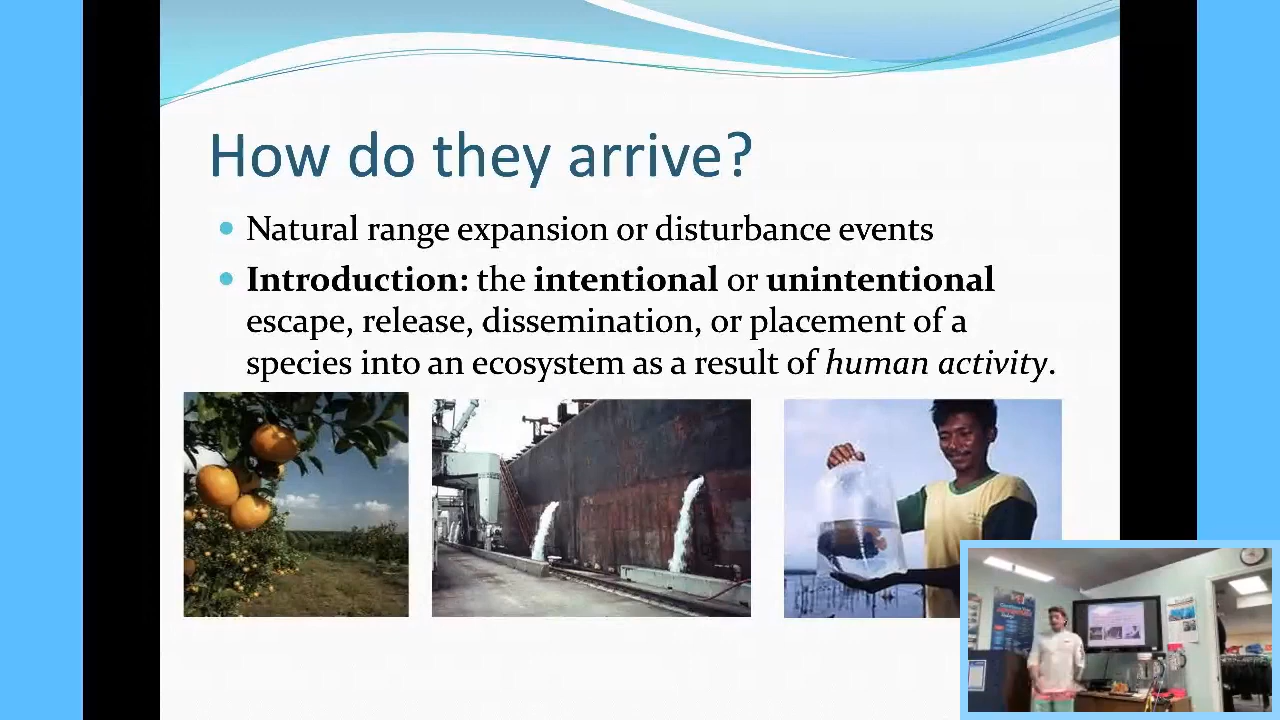 How do they arrive?
Natural range expansion or disturbance events
Introduction: the intentional or unintentional
escape, release, dissemination, or placement of a
species into an ecosystem as a result of human activity.